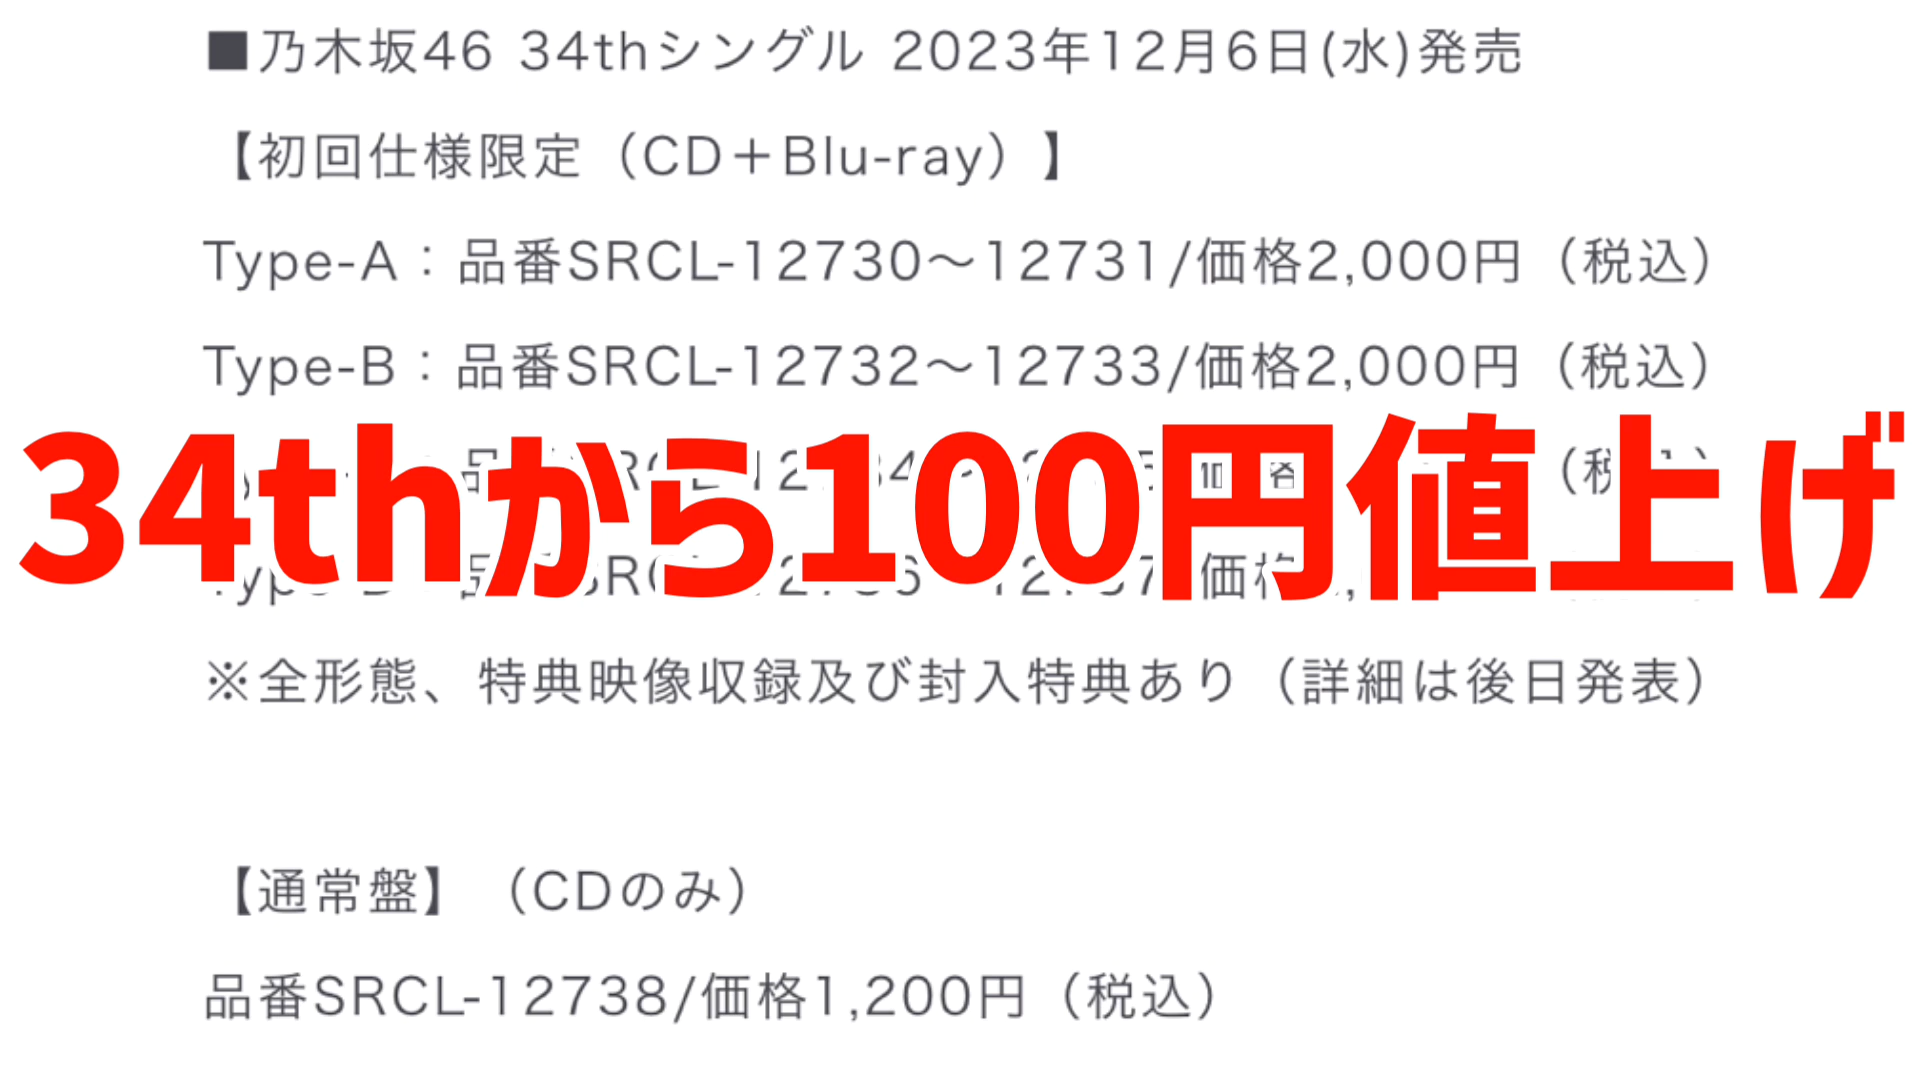 ■乃木坂46 34thシングル 2023年12月6日(水)発売
【初回仕様限定（CD＋Blu-ray）】
Type-A：品番SRCL-12730～12731/価格2,000円（税込）
Type-B：品番SRCL-12732～12733/価格2,000円（税込）
34thから100円値上げ
※全形態、特典映像収録及び封入特典あり（詳細は後日発表）
【通常盤】（CDのみ）
品番SRCL-12738/価格1,200円（税込）